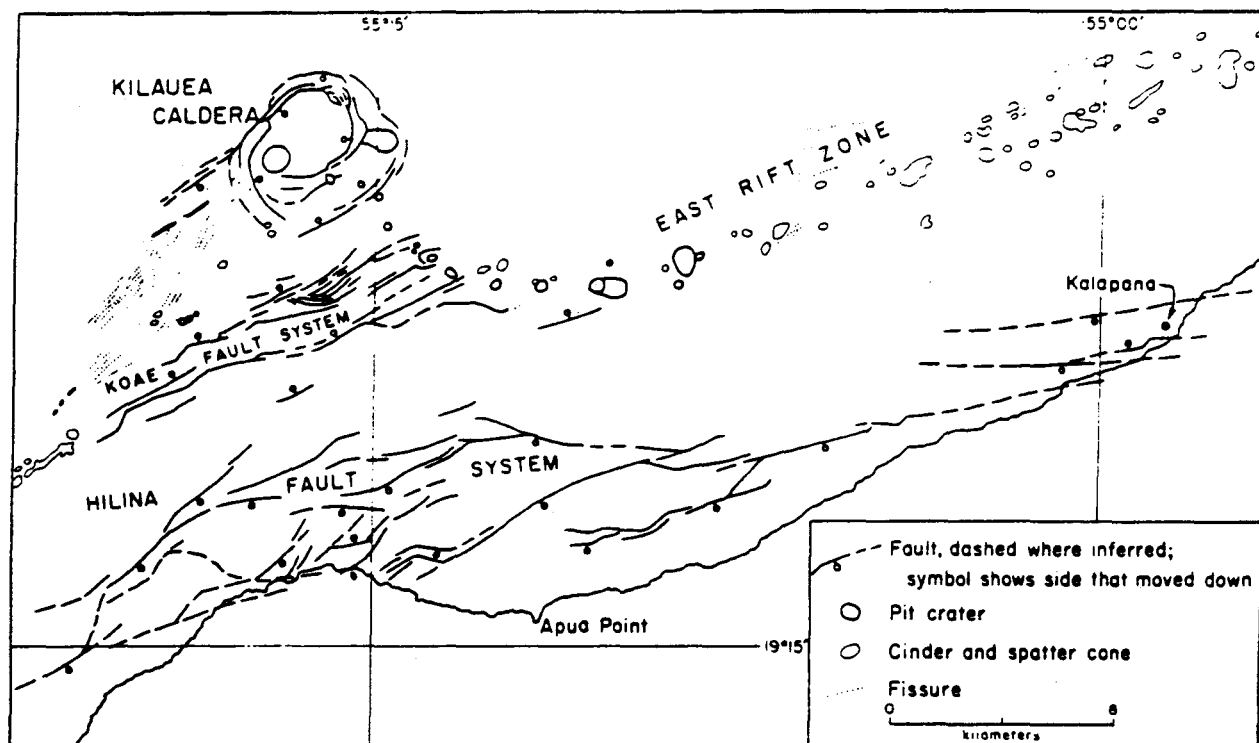 55°15'
55°00'
KILAUEA
CALDERA
EAST RIFT ZONE
Kalapana
KOAE FAULT SYSTEM
HILINA FAULT SYSTEM
Apua Point
19°15'
Fault, dashed where inferred;
symbol shows side that moved down
Pit crater
Cinder and spatter cone
Fissure
0 8
kilometers